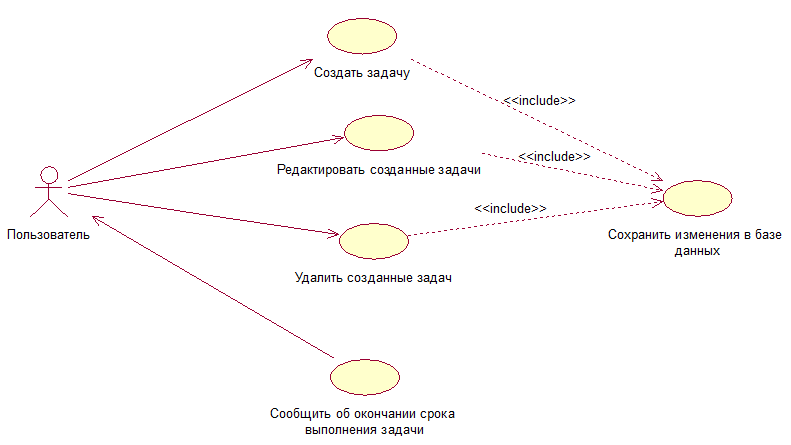 Создать задачу
<<include>>
Редактировать созданные задачи
<<include>>
Пользователь
<<include>>
Сохранить изменения в базе
данных
Удалить созданные задач
Сообщить об окончании срока
выполнения задачи